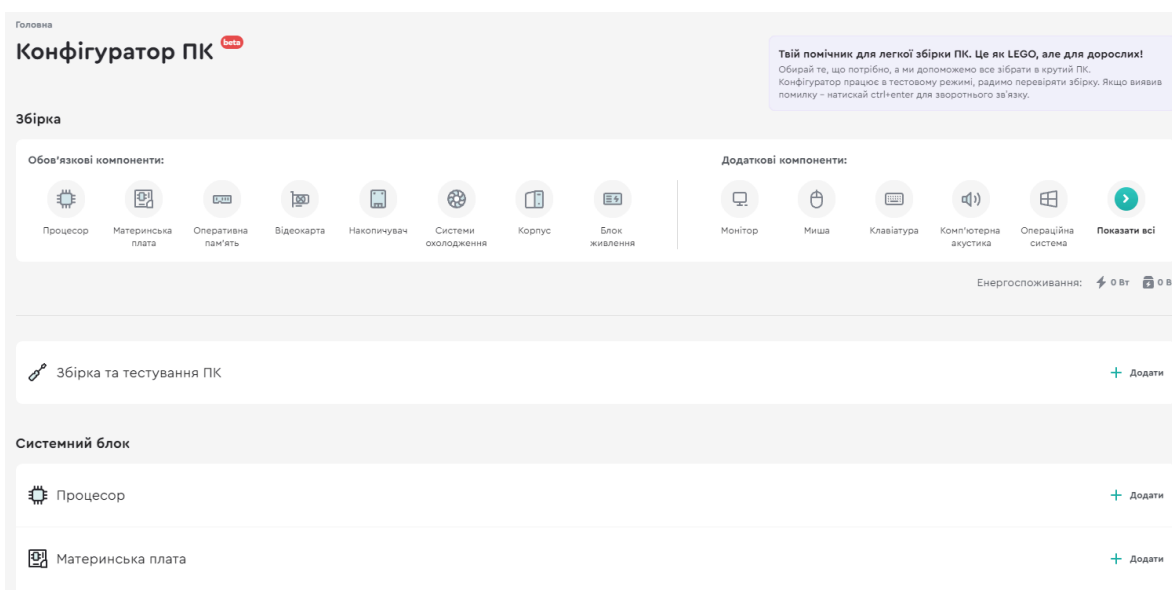 Головна
Конфігуратор ПК beta
Твій помічник для легкої збірки ПК. Це як LEGO, але для дорослих!
Обирай те, що потрібно, а ми допоможемо все зібрати в крутий ПК.
Конфігуратор працює в тестовому режимі, радимо перевіряти збірку. Якщо виявив
помилку – натискай ctrl+enter для зворотнього зв'язку.
Збірка
Обов'язкові компоненти:
Процесор
Материнська
плата
Оперативна
пам'ять
Відеокарта
Накопичувач
Системи
охолодження
Корпус
Блок
живлення
Додаткові компоненти:
Монітор
Миша
Клавіатура
Комп'ютерна
акустика
Операційна
система
Показати всі
Енергоспоживання: 0 Вт 0 В
Збірка та тестування ПК
+ Додати
Системний блок
Процесор
+ Додати
Материнська плата
+ Додати